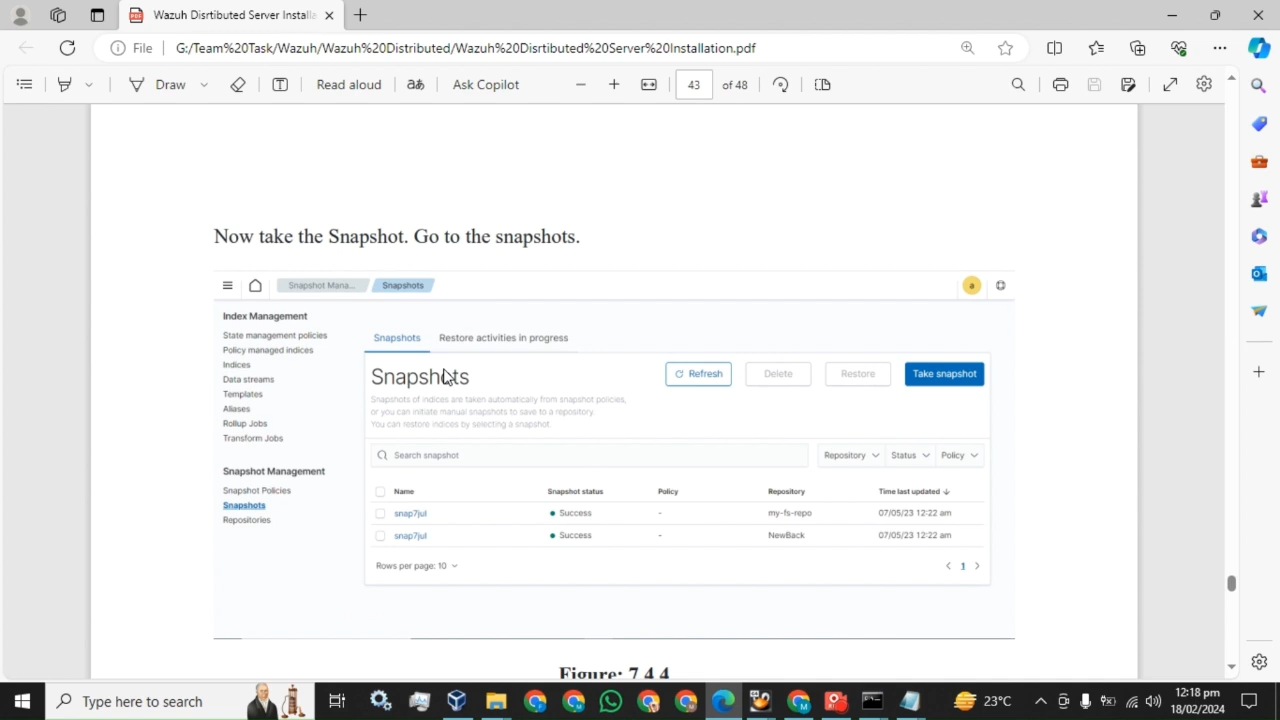 Wazuh Disrtibuted Server Installa
File
G:/Team%20Task/Wazuh/Wazuh%20Distributed/Wazuh%20Disrtibuted%20Server%20Installation.pdf
Draw
Read aloud
aあ
Ask Copilot
43
of 48
Now take the Snapshot. Go to the snapshots.
Snapshot Mana...
Snapshots
a
Index Management
State management policies
Policy managed indices
Indices
Data streams
Templates
Aliases
Rollup Jobs
Transform Jobs
Snapshot Management
Snapshot Policies
Snapshots
Repositories
Snapshots
Restore activities in progress
Snapshots
Refresh
Delete
Restore
Take snapshot
Snapshots of indices are taken automatically from snapshot policies,
or you can initiate manual snapshots to save to a repository.
You can restore indices by selecting a snapshot.
Search snapshot
Repository
Status
Policy
Name Snapshot status Policy Repository Time last updated
snap7jul Success - my-fs-repo 07/05/23 12:22 am
snap7jul Success - NewBack 07/05/23 12:22 am
Rows per page: 10
1
Figure: 7.4.4
Type here to search
23°C
12:18 pm
18/02/2024